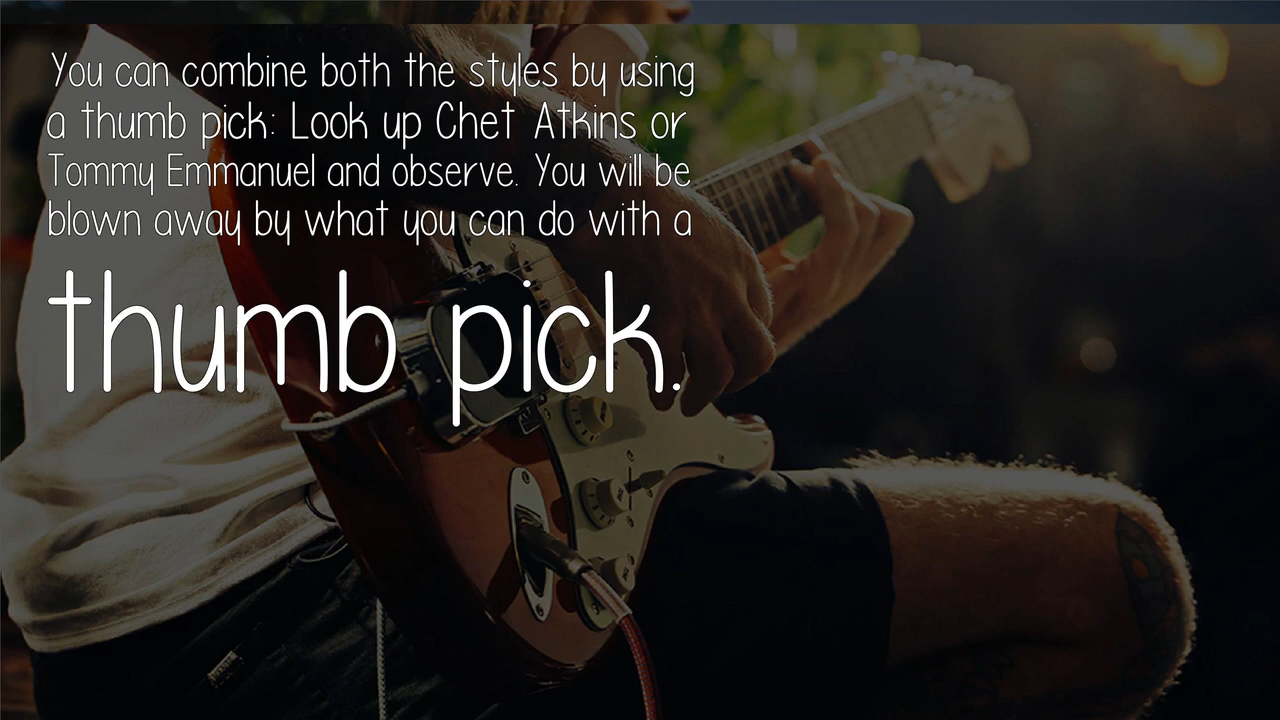 You can combine both the styles by using
a thumb pick: Look up Chet Atkins or
Tommy Emmanuel and observe. You will be
blown away by what you can do with a
thumb pick.